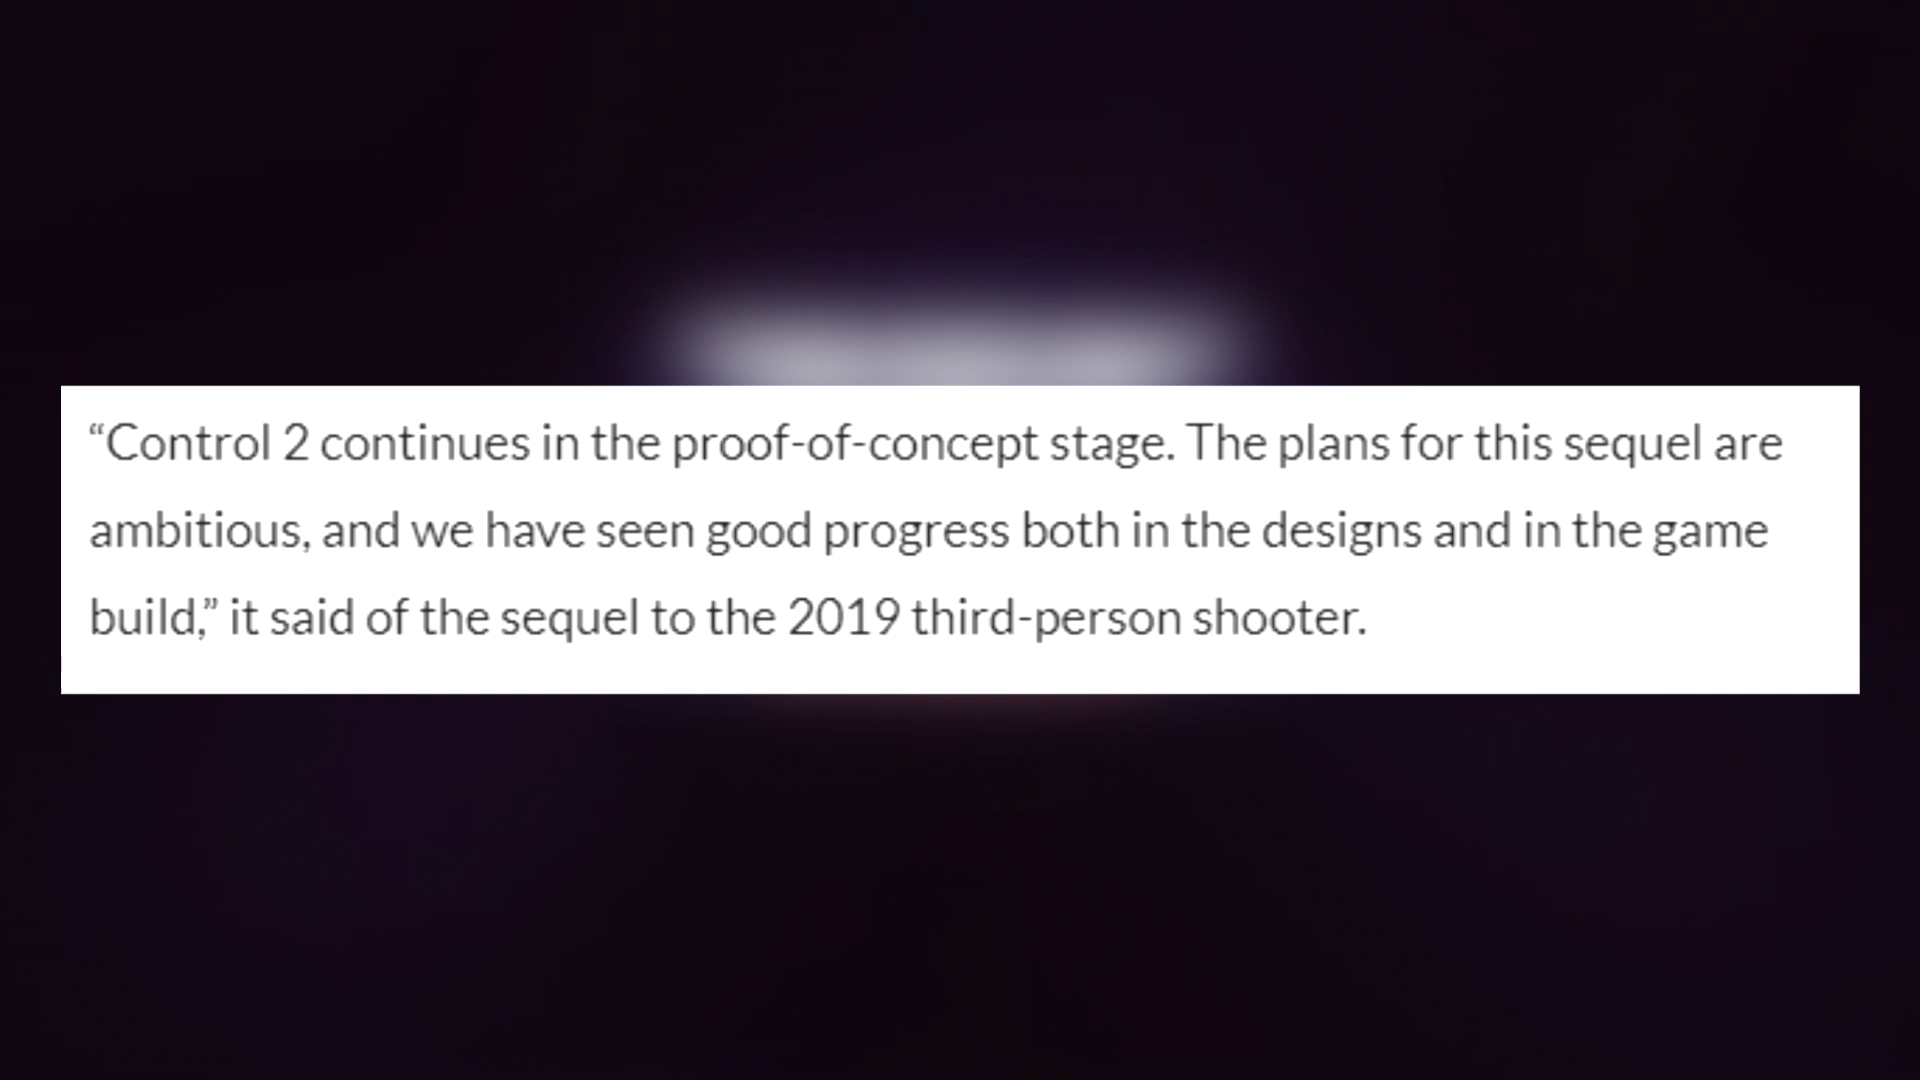 “Control 2 continues in the proof-of-concept stage. The plans for this sequel are
ambitious, and we have seen good progress both in the designs and in the game
build,” it said of the sequel to the 2019 third-person shooter.